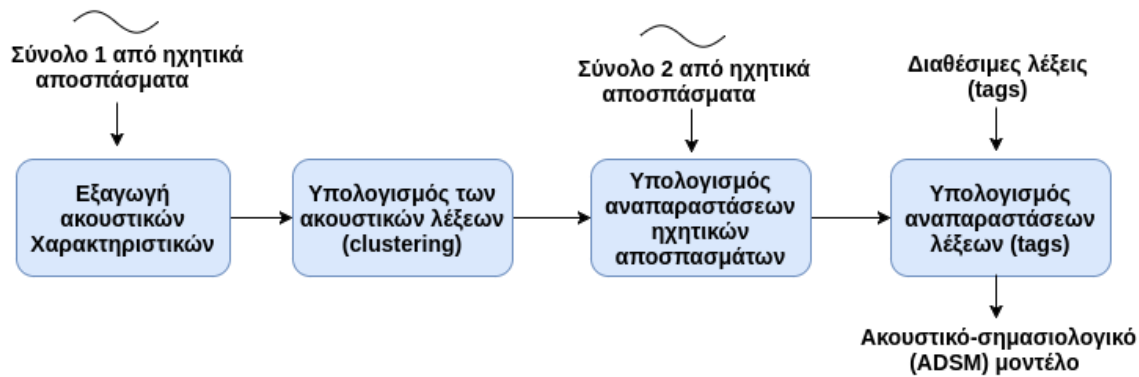 Σύνολο 1 από ηχητικά
αποσπάσματα
Εξαγωγή
ακουστικών
Χαρακτηριστικών
Υπολογισμός των
ακουστικών λέξεων
(clustering)
Σύνολο 2 από ηχητικά
αποσπάσματα
Υπολογισμός
αναπαραστάσεων
ηχητικών
αποσπασμάτων
Διαθέσιμες λέξεις
(tags)
Υπολογισμός
αναπαραστάσεων
λέξεων (tags)
Ακουστικό-σημασιολογικό
(ADSM) μοντέλο